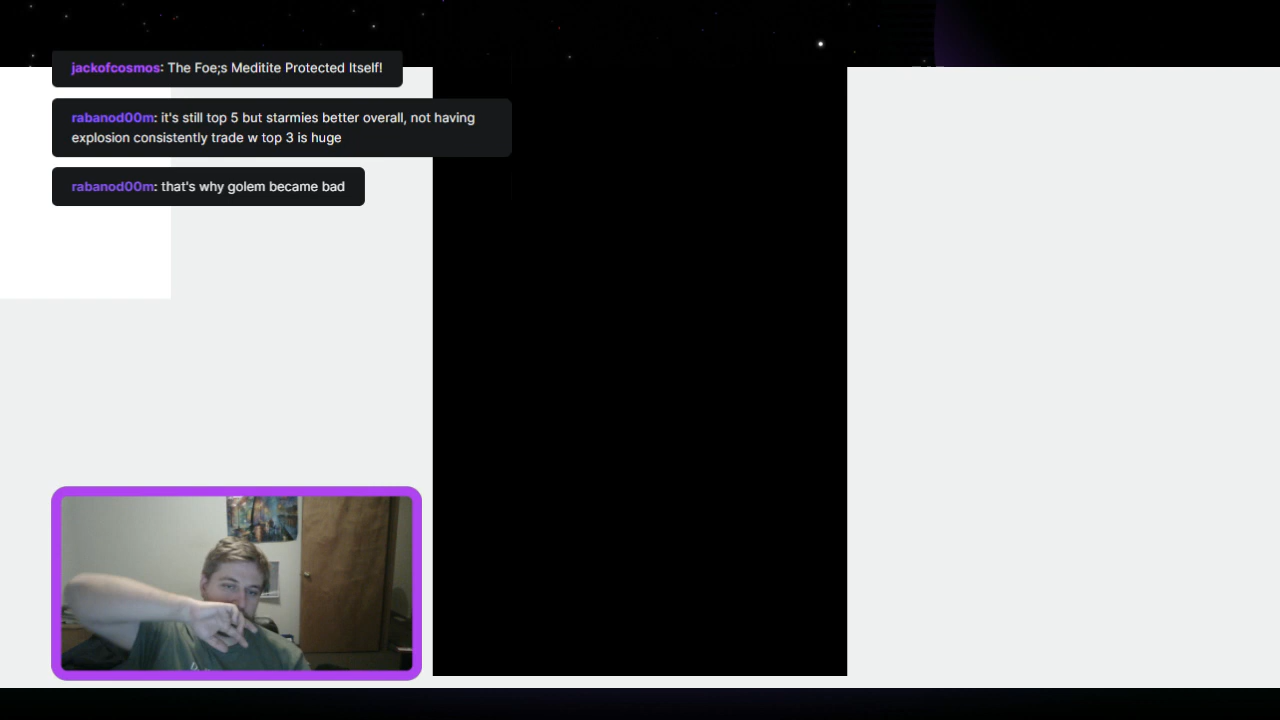 jackofcosmos: The Foe;s Meditite Protected Itself!
rabanod00m: it's still top 5 but starmies better overall, not having
explosion consistently trade w top 3 is huge
rabanod00m: that's why golem became bad